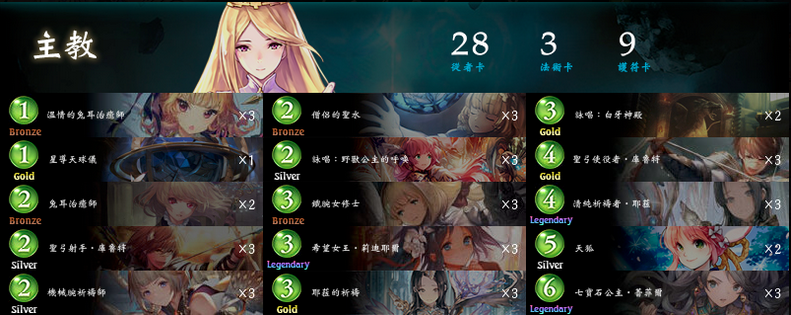 主教
28 3 9
從者卡 法術卡 護符卡
1 溫情的兔耳治癒師 ×3
Bronze
1 星導天球儀 ×1
Gold
2 兔耳治癒師 ×2
Bronze
2 聖弓射手・庫魯特 ×3
Silver
2 機械腕祈禱師 ×3
Silver
2 僧侶的聖水 ×3
Bronze
2 詠唱：野獸公主的呼喚 ×3
Silver
3 鐵腕女修士 ×3
Bronze
3 希望女王・莉迪耶爾 ×3
Legendary
3 耶菈的祈禱 ×3
Gold
3 詠唱：白牙神殿 ×2
Gold
4 聖弓使役者・庫魯特 ×3
Gold
4 清純祈禱者・耶菈 ×3
Legendary
5 天狐 ×2
Silver
6 七寶石公主・菁菲爾 ×3
Legendary